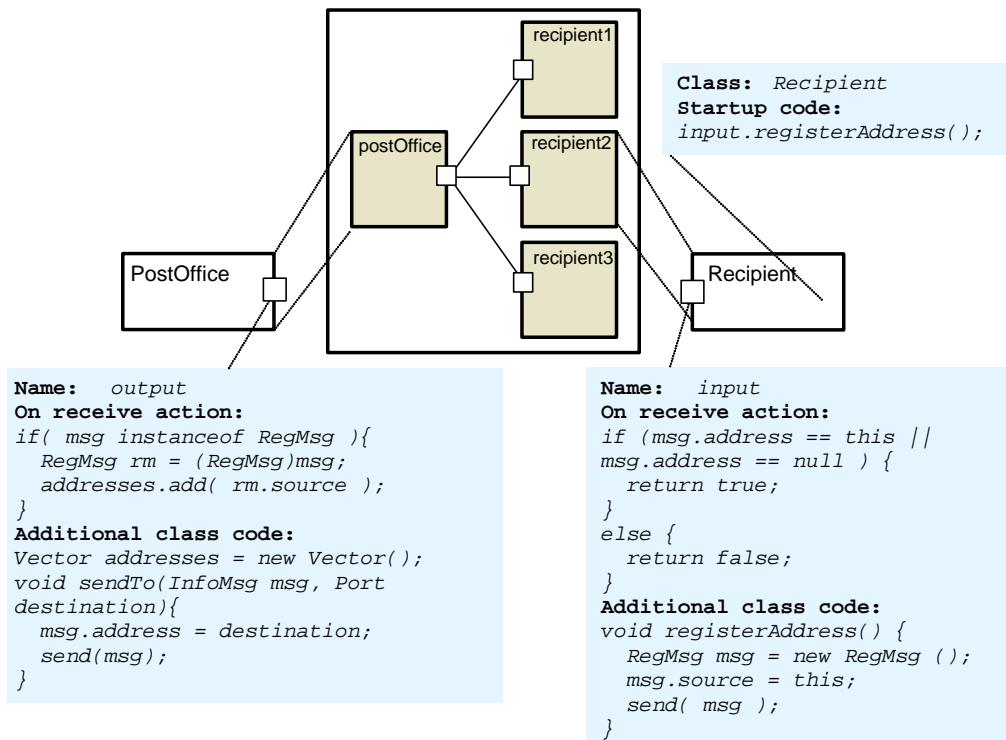 recipient1
Class: Recipient
Startup code:
input.registerAddress();
postOffice
recipient2
PostOffice
recipient3
Recipient
Name: output
On receive action:
if( msg instanceof RegMsg ){
RegMsg rm = (RegMsg)msg;
addresses.add( rm.source );
}
Additional class code:
Vector addresses = new Vector();
void sendTo(InfoMsg msg, Port
destination){
msg.address = destination;
send(msg);
}
Name: input
On receive action:
if (msg.address == this ||
msg.address == null ) {
return true;
}
else {
return false;
}
Additional class code:
void registerAddress() {
RegMsg msg = new RegMsg ();
msg.source = this;
send( msg );
}